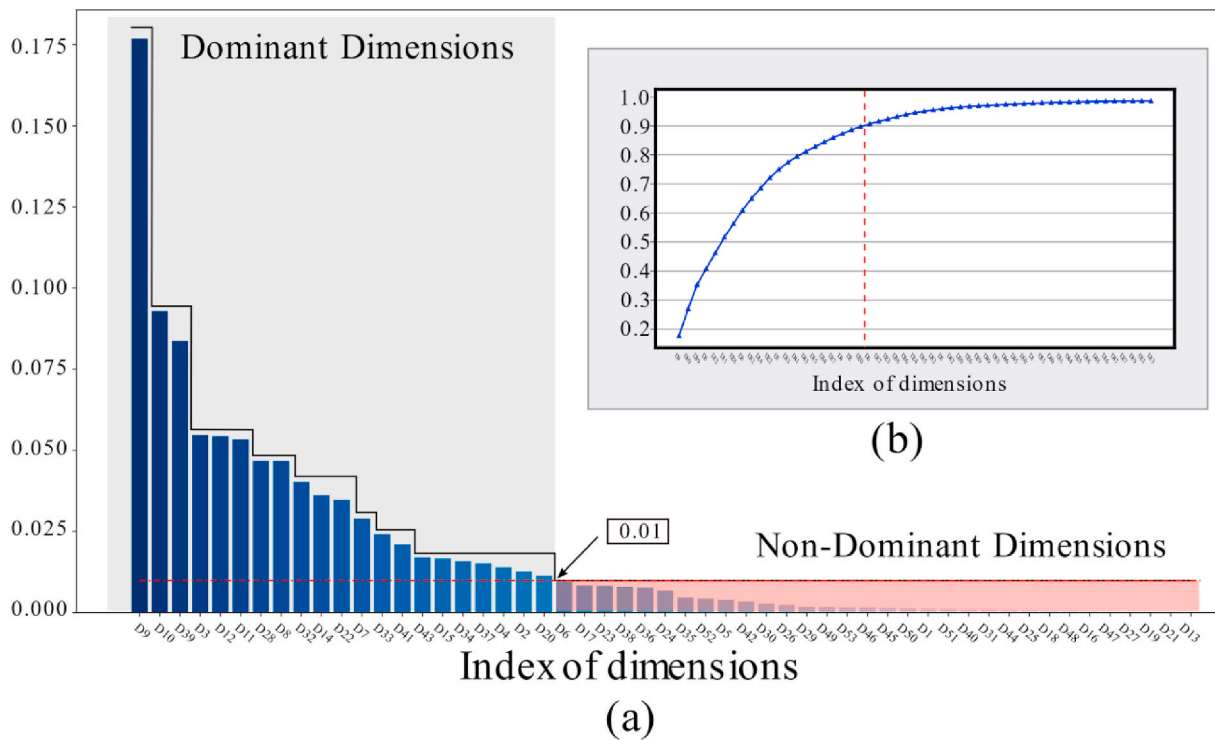 Dominant Dimensions
0.175
0.150
0.125
0.100
0.075
0.050
0.025
0.000
1.0
0.9
0.8
0.7
0.6
0.5
0.4
0.3
0.2
Index of dimensions
(b)
0.01
Non-Dominant Dimensions
D9 D10 D39 D3 D12 D11 D28 D8 D32 D14 D22 D7 D33 D41 D43 D15 D34 D37 D4 D2 D20 D6 D17 D23 D38 D36 D24 D35 D52 D5 D42 D30 D26 D29 D49 D53 D46 D45 D50 D1 D51 D40 D31 D44 D25 D18 D48 D16 D47 D27 D19 D21 D13
Index of dimensions
(a)